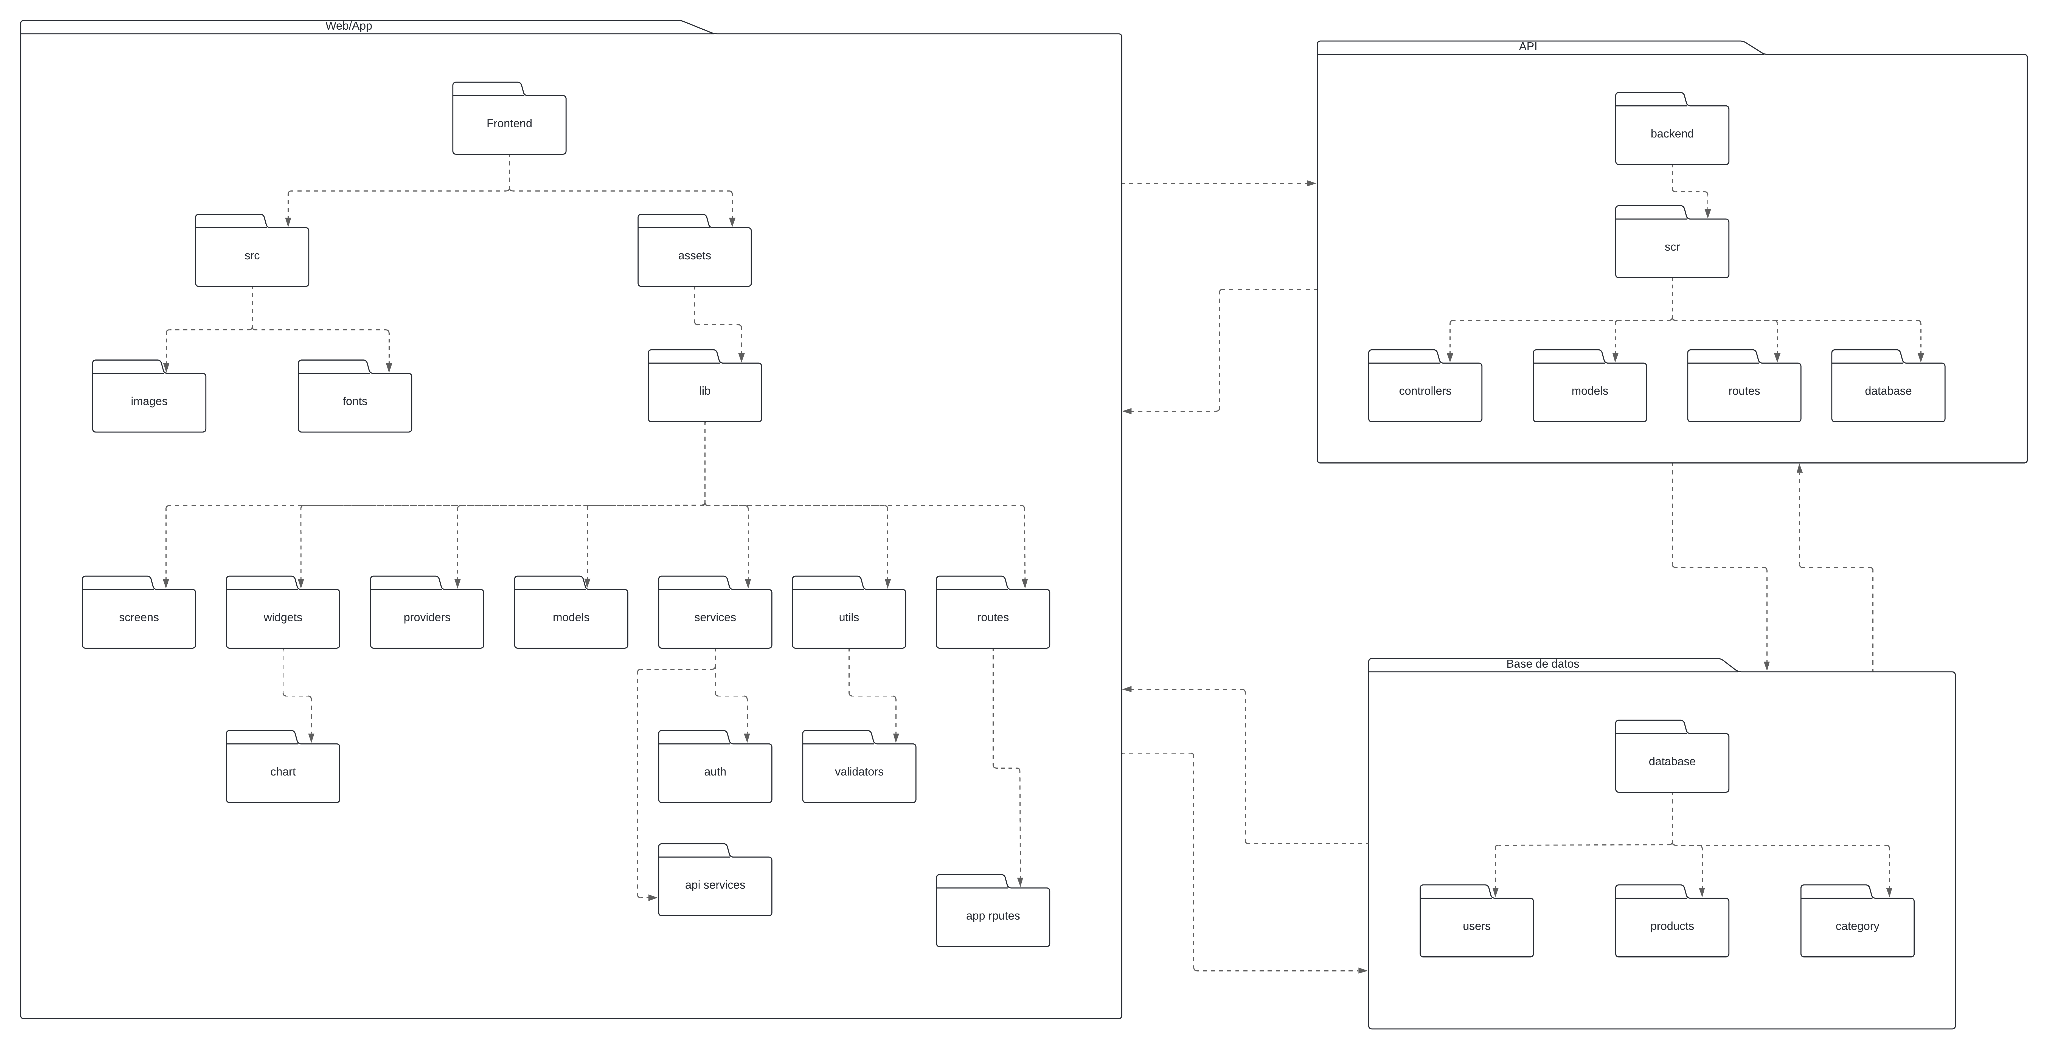 Web/App
Frontend
src
assets
images
fonts
lib
screens
widgets
providers
models
services
utils
routes
chart
auth
validators
api services
app rputes
API
backend
scr
controllers
models
routes
database
Base de datos
database
users
products
category